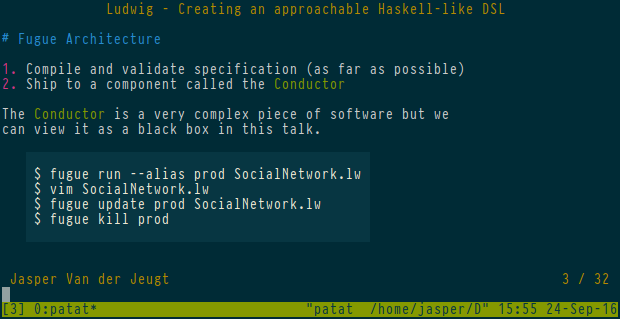 Ludwig - Creating an approachable Haskell-like DSL
# Fugue Architecture
1. Compile and validate specification (as far as possible)
2. Ship to a component called the Conductor
The Conductor is a very complex piece of software but we
can view it as a black box in this talk.
$ fugue run --alias prod SocialNetwork.lw
$ vim SocialNetwork.lw
$ fugue update prod SocialNetwork.lw
$ fugue kill prod
Jasper Van der Jeugt 3 / 32
[3] 0:patat* "patat /home/jasper/D" 15:55 24-Sep-16